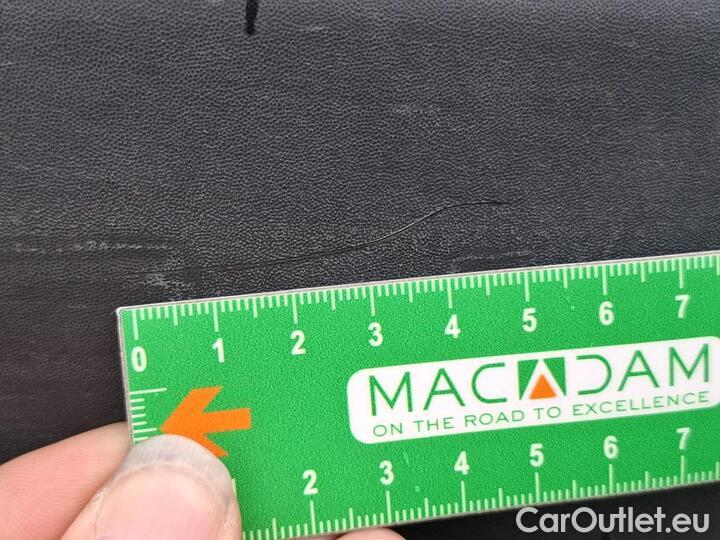 0 1 2 3 4 5 6 7
MACADAM
ON THE ROAD TO EXCELLENCE
2 3 4 5 6 7
CarOutlet.eu